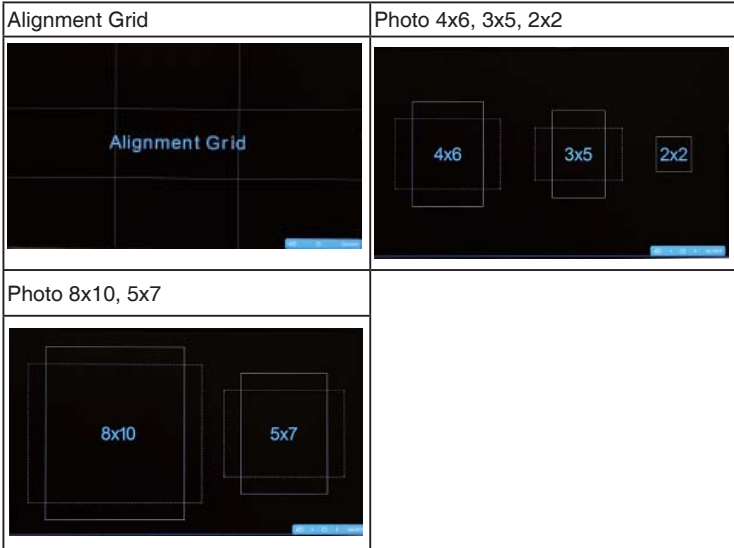 Alignment Grid
Photo 4x6, 3x5, 2x2
Alignment Grid
4x6
3x5
2x2
Photo 8x10, 5x7
8x10
5x7